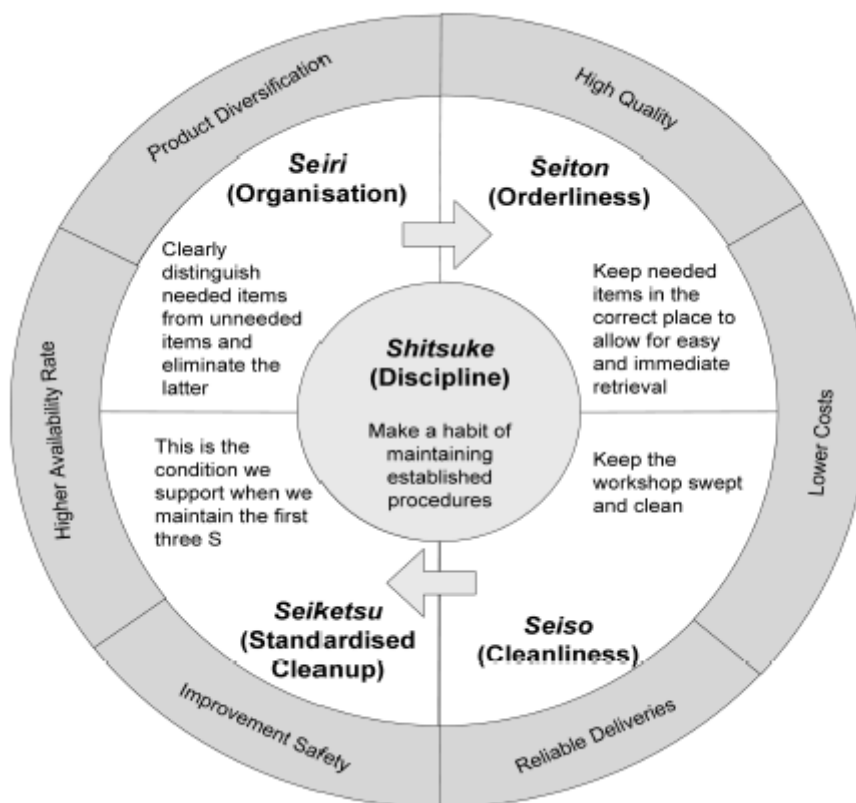 Product Diversification
High Quality
Seiri
(Organisation)
Seiton
(Orderliness)
Clearly
distinguish
needed items
from unneeded
items and
eliminate the
latter
Keep needed
items in the
correct place to
allow for easy
and immediate
retrieval
Shitsuke
(Discipline)
Make a habit of
maintaining
established
procedures
Higher Availability Rate
Lower Costs
This is the
condition we
support when we
maintain the first
three S
Keep the
workshop swept
and clean
Seiketsu
(Standardised
Cleanup)
Seiso
(Cleanliness)
Improvement Safety
Reliable Deliveries